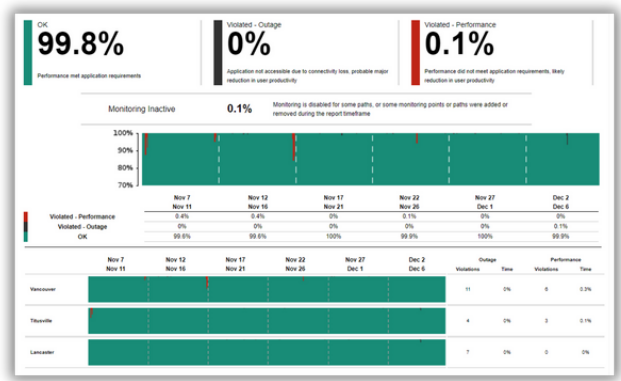 OK
99.8%
Performance met application requirements
Violated - Outage
0%
Application not accessible due to connectivity loss, probable major
reduction in user productivity
Violated - Performance
0.1%
Performance did not meet application requirements, likely
reduction in user productivity
Monitoring Inactive 0.1% Monitoring is disabled for some paths, or some monitoring points or paths were added or
removed during the report timeframe
100%
90%
80%
70%
Nov 7 Nov 12 Nov 17 Nov 22 Nov 27 Dec 2
Nov 11 Nov 16 Nov 21 Nov 26 Dec 1 Dec 6
Violated - Performance 0.4% 0.4% 0% 0.1% 0% 0%
Violated - Outage 0% 0% 0% 0% 0% 0.1%
OK 99.6% 99.6% 100% 99.9% 100% 99.9%
Nov 7 Nov 12 Nov 17 Nov 22 Nov 27 Dec 2 Outage Performance
Nov 11 Nov 16 Nov 21 Nov 26 Dec 1 Dec 6 Violations Time Violations Time
Vancouver 11 0% 6 0.3%
Titusville 4 0% 3 0.1%
Lancaster 7 0% 0 0%